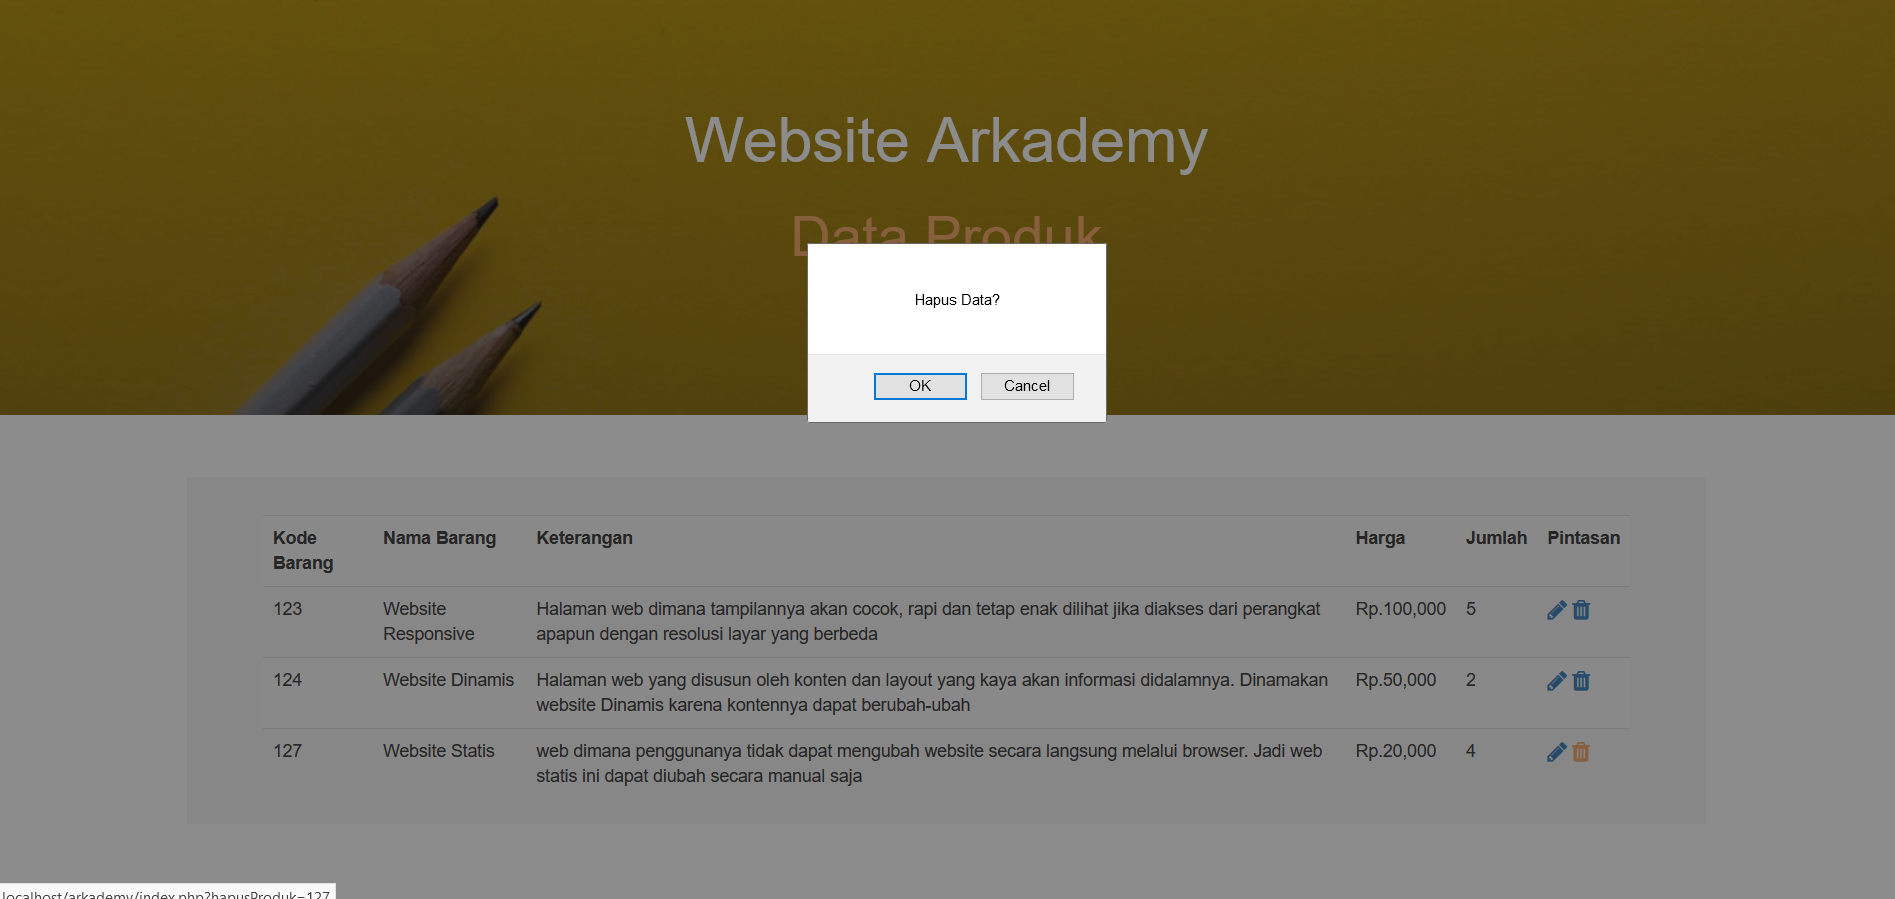 Website Arkademy
Data Produk
Hapus Data?
OK Cancel
Kode Barang Nama Barang Keterangan Harga Jumlah Pintasan
123 Website Responsive Halaman web dimana tampilannya akan cocok, rapi dan tetap enak dilihat jika diakses dari perangkat Rp.100,000 5
apapun dengan resolusi layar yang berbeda
124 Website Dinamis Halaman web yang disusun oleh konten dan layout yang kaya akan informasi didalamnya. Dinamakan Rp.50,000 2
website Dinamis karena kontennya dapat berubah-ubah
127 Website Statis web dimana penggunanya tidak dapat mengubah website secara langsung melalui browser. Jadi web Rp.20,000 4
statis ini dapat diubah secara manual saja
localhost/arkademy/index.php?hapusProduk=127